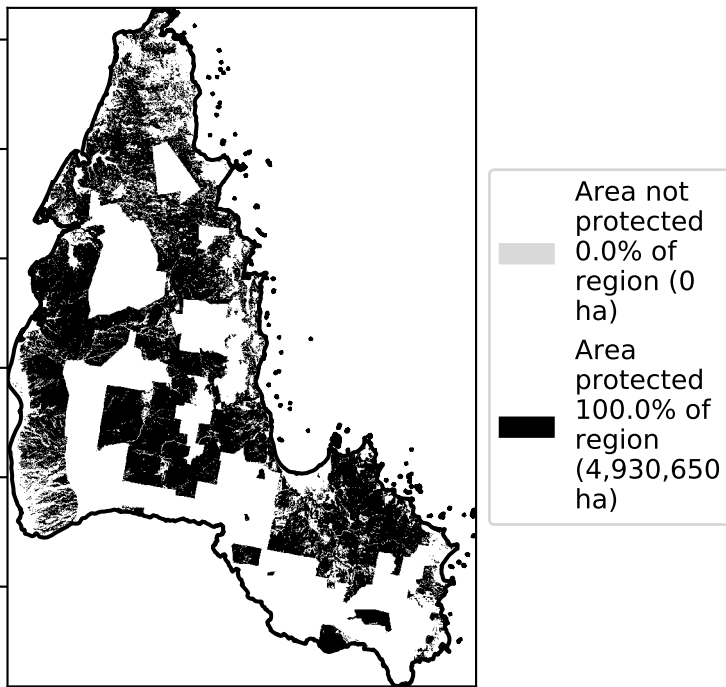 Area not
protected
0.0% of
region (0
ha)
Area
protected
100.0% of
region
(4,930,650
ha)